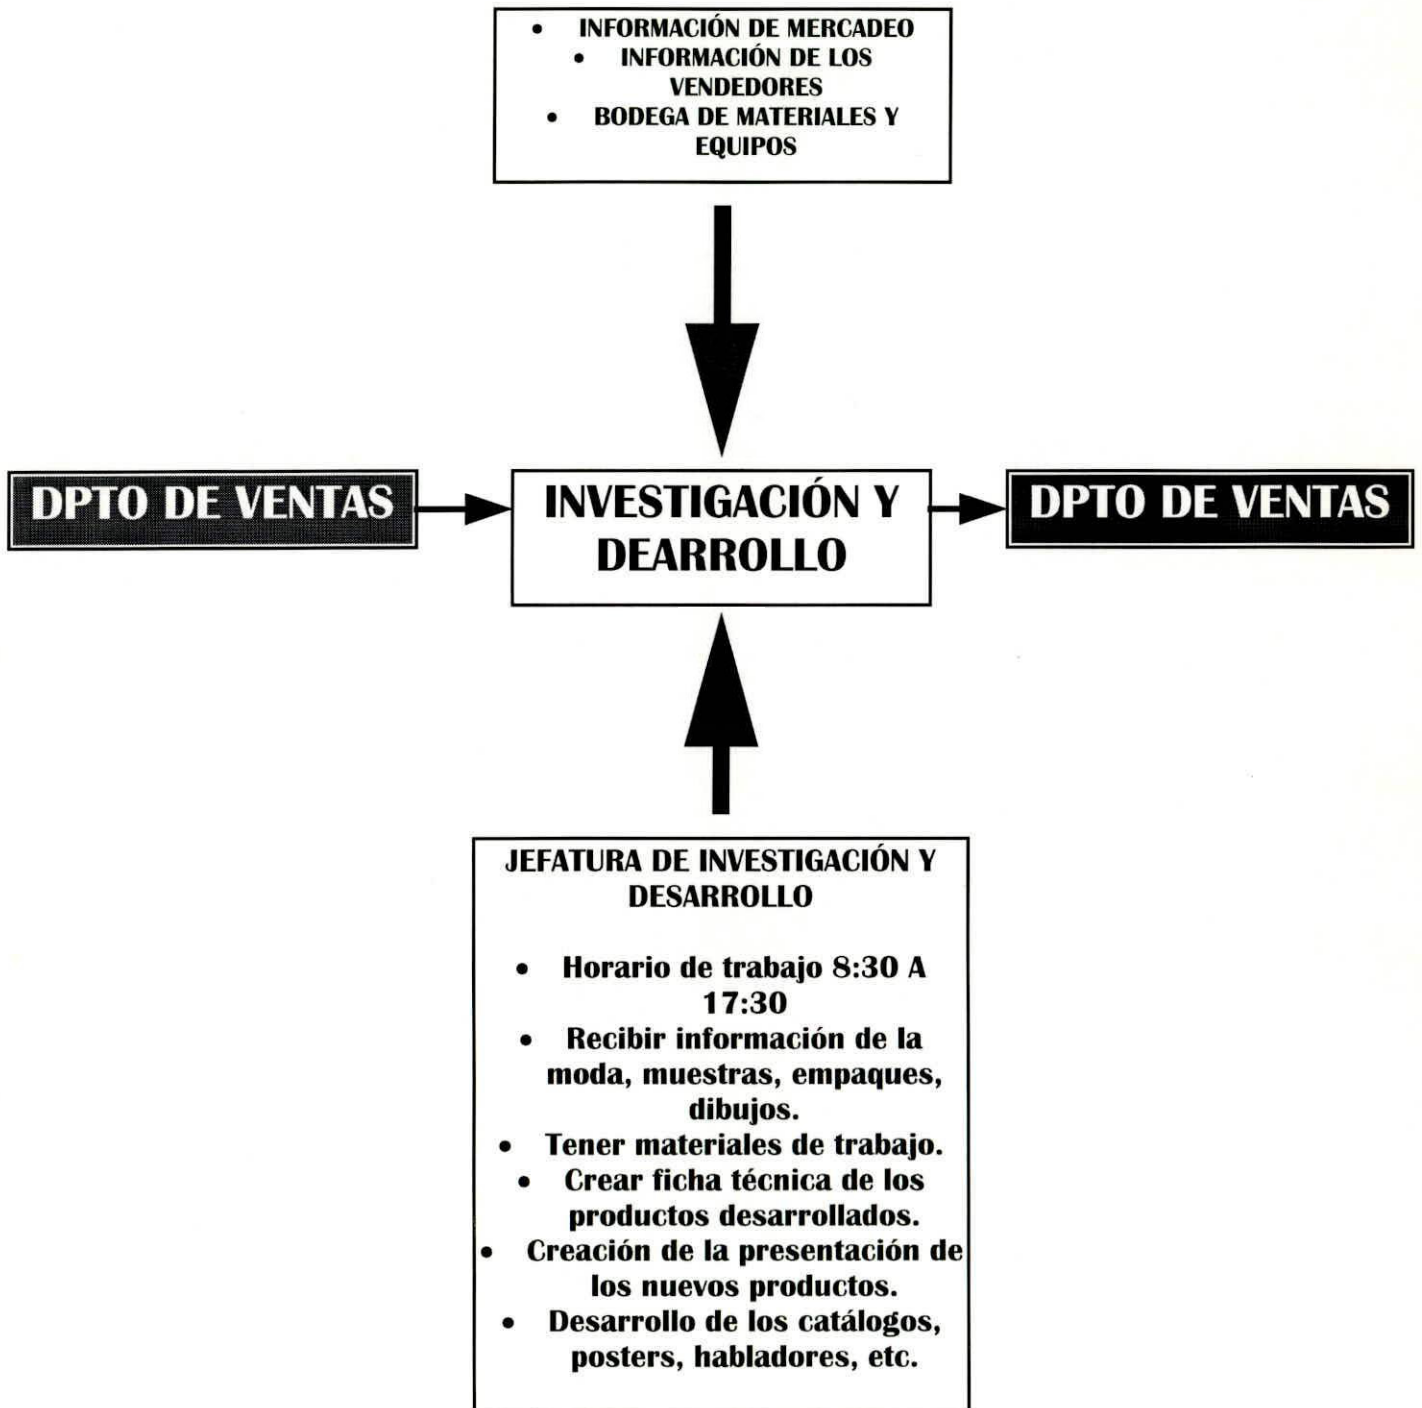 • INFORMACIÓN DE MERCADEO
• INFORMACIÓN DE LOS
VENDEDORES
• BODEGA DE MATERIALES Y
EQUIPOS
DPTO DE VENTAS
INVESTIGACIÓN Y
DEARROLLO
DPTO DE VENTAS
JEFATURA DE INVESTIGACIÓN Y
DESARROLLO
• Horario de trabajo 8:30 A
17:30
• Recibir información de la
moda, muestras, empaques,
dibujos.
• Tener materiales de trabajo.
• Crear ficha técnica de los
productos desarrollados.
• Creación de la presentación de
los nuevos productos.
• Desarrollo de los catálogos,
posters, habladores, etc.